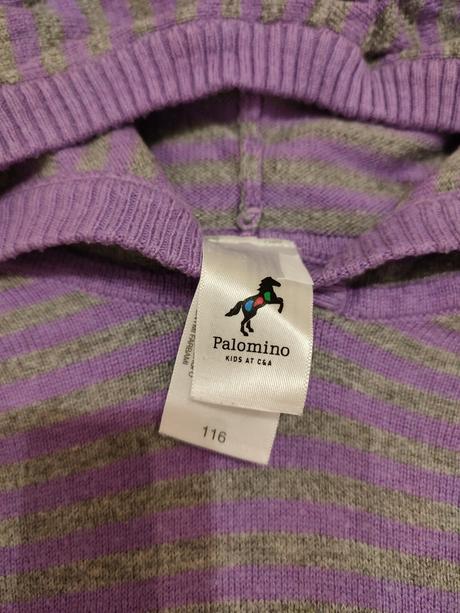 Palomino
KIDS AT C&A
116